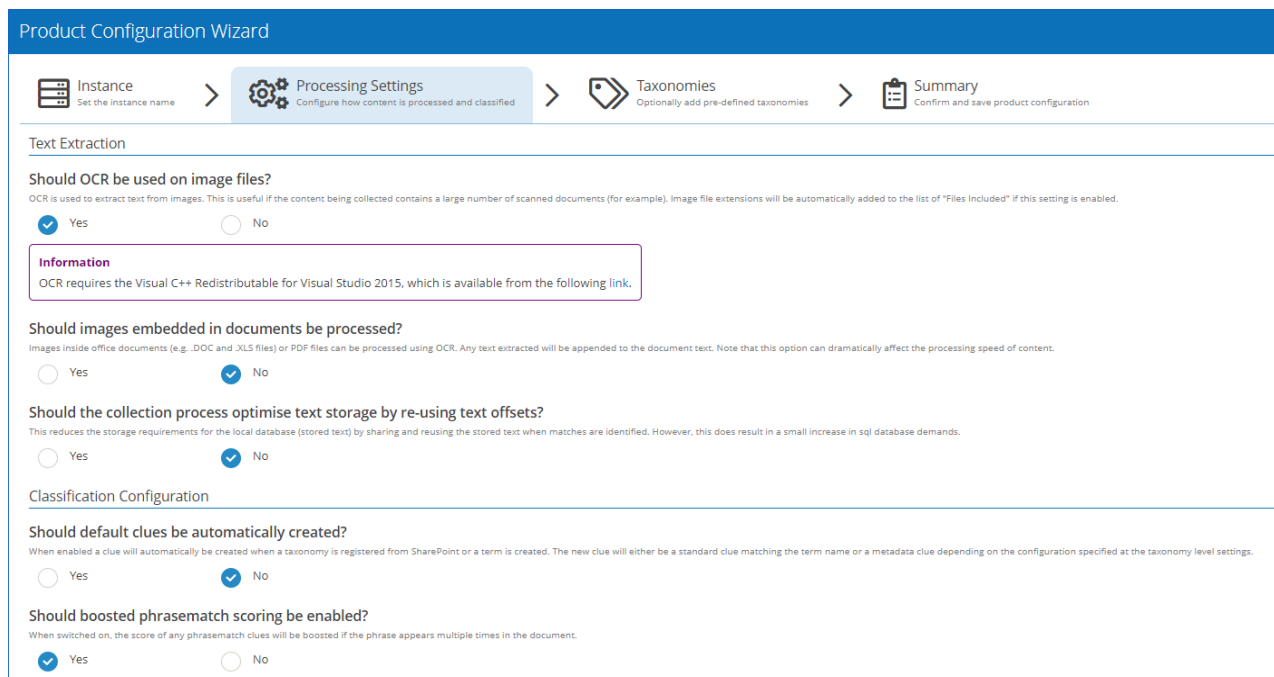 Product Configuration Wizard
Instance
Set the instance name
Processing Settings
Configure how content is processed and classified
Taxonomies
Optionally add pre-defined taxonomies
Summary
Confirm and save product configuration
Text Extraction
Should OCR be used on image files?
OCR is used to extract text from images. This is useful if the content being collected contains a large number of scanned documents (for example). Image file extensions will be automatically added to the list of "Files Included" if this setting is enabled.
Yes No
Information
OCR requires the Visual C++ Redistributable for Visual Studio 2015, which is available from the following link.
Should images embedded in documents be processed?
Images inside office documents (e.g. .DOC and .XLS files) or PDF files can be processed using OCR. Any text extracted will be appended to the document text. Note that this option can dramatically affect the processing speed of content.
Yes No
Should the collection process optimise text storage by re-using text offsets?
This reduces the storage requirements for the local database (stored text) by sharing and reusing the stored text when matches are identified. However, this does result in a small increase in sql database demands.
Yes No
Classification Configuration
Should default clues be automatically created?
When enabled a clue will automatically be created when a taxonomy is registered from SharePoint or a term is created. The new clue will either be a standard clue matching the term name or a metadata clue depending on the configuration specified at the taxonomy level settings.
Yes No
Should boosted phrasematch scoring be enabled?
When switched on, the score of any phrasematch clues will be boosted if the phrase appears multiple times in the document.
Yes No